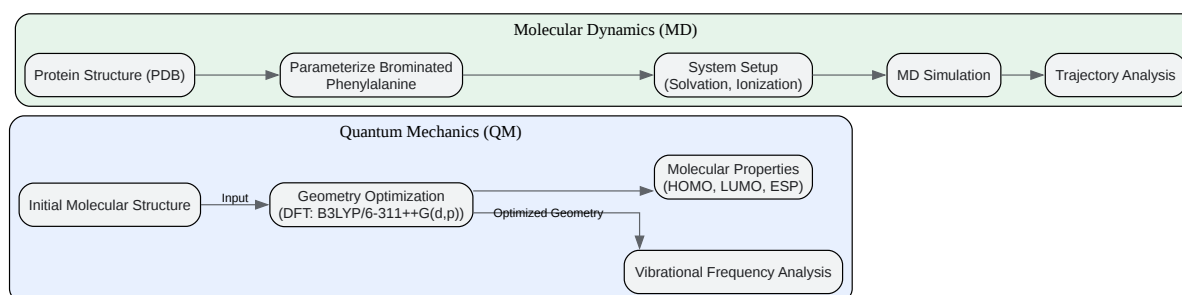 Molecular Dynamics (MD)
Protein Structure (PDB)
Parameterize Brominated
Phenylalanine
System Setup
(Solvation, Ionization)
MD Simulation
Trajectory Analysis
Quantum Mechanics (QM)
Initial Molecular Structure
Input
Geometry Optimization
(DFT: B3LYP/6-311++G(d,p))
Molecular Properties
(HOMO, LUMO, ESP)
Optimized Geometry
Vibrational Frequency Analysis